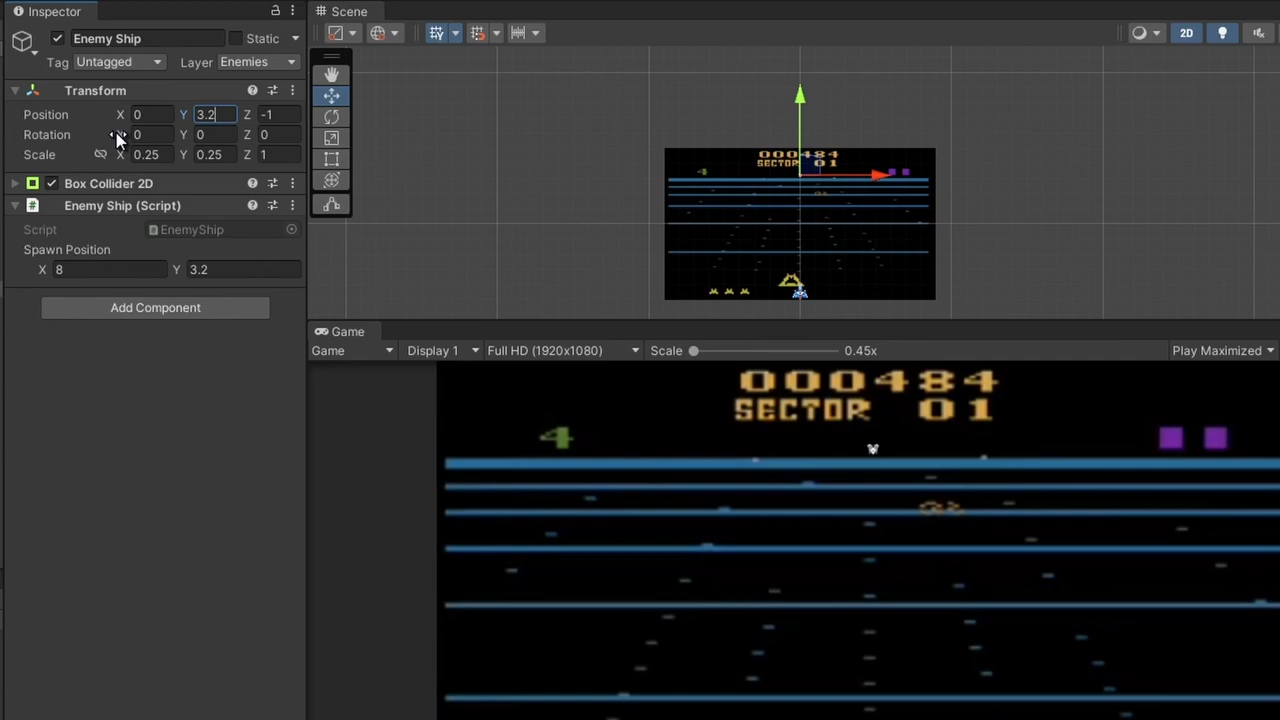 Inspector
Enemy Ship Static
Tag Untagged Layer Enemies
Transform
Position X 0 Y 3.2 Z -1
Rotation X 0 Y 0 Z 0
Scale X 0.25 Y 0.25 Z 1
Box Collider 2D
Enemy Ship (Script)
Script EnemyShip
Spawn Position
X 8 Y 3.2
Add Component
Scene
2D
000484
SECTOR 01
4
Game
Game Display 1 Full HD (1920x1080) Scale 0.45x Play Maximized
000484
SECTOR 01
4